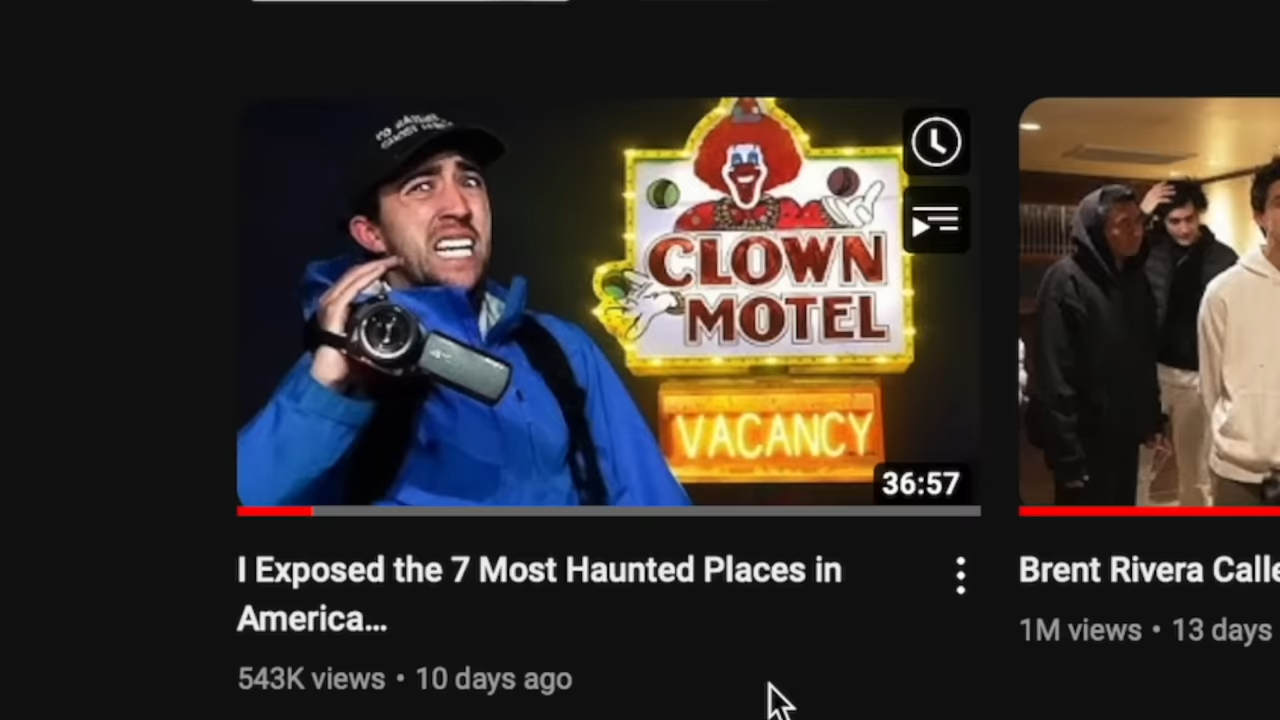 CLOWN
MOTEL
VACANCY
36:57
I Exposed the 7 Most Haunted Places in
America...
543K views • 10 days ago
Brent Rivera Calle
1M views • 13 days